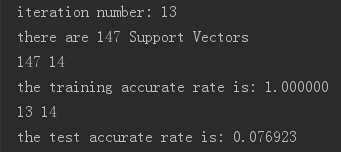 iteration number: 13
there are 147 Support Vectors
147 14
the training accurate rate is: 1.000000
13 14
the test accurate rate is: 0.076923